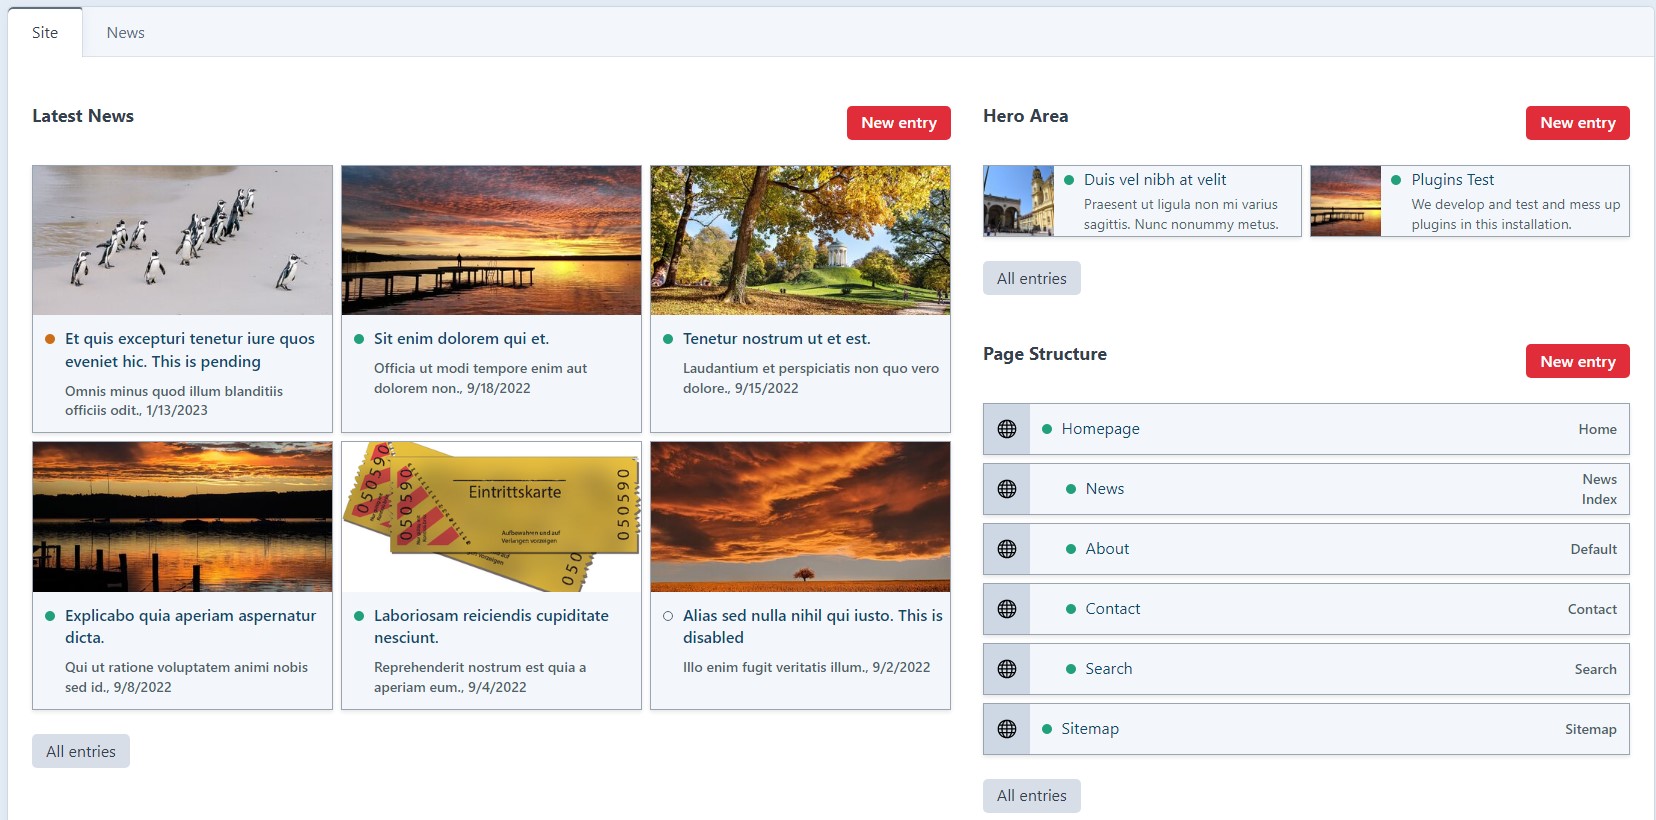 Site
News
Latest News
New entry
Et quis excepturi tenetur iure quos
eveniet hic. This is pending
Omnis minus quod illum blanditiis
officiis odit., 1/13/2023
Sit enim dolorem qui et.
Officia ut modi tempore enim aut
dolorem non., 9/18/2022
Tenetur nostrum ut et est.
Laudantium et perspiciatis non quo vero
dolore., 9/15/2022
050590
050590
Eintrittskarte
Aufbewahren und auf
Verlangen vorzeigen
050590
Explicabo quia aperiam aspernatur
dicta.
Qui ut ratione voluptatem animi nobis
sed id., 9/8/2022
Laboriosam reiciendis cupiditate
nesciunt.
Reprehenderit nostrum est quia a
aperiam eum., 9/4/2022
Alias sed nulla nihil qui iusto. This is
disabled
Illo enim fugit veritatis illum., 9/2/2022
All entries
Hero Area
New entry
Duis vel nibh at velit
Praesent ut ligula non mi varius
sagittis. Nunc nonummy metus.
Plugins Test
We develop and test and mess up
plugins in this installation.
All entries
Page Structure
New entry
Homepage
Home
News
News
Index
About
Default
Contact
Contact
Search
Search
Sitemap
Sitemap
All entries